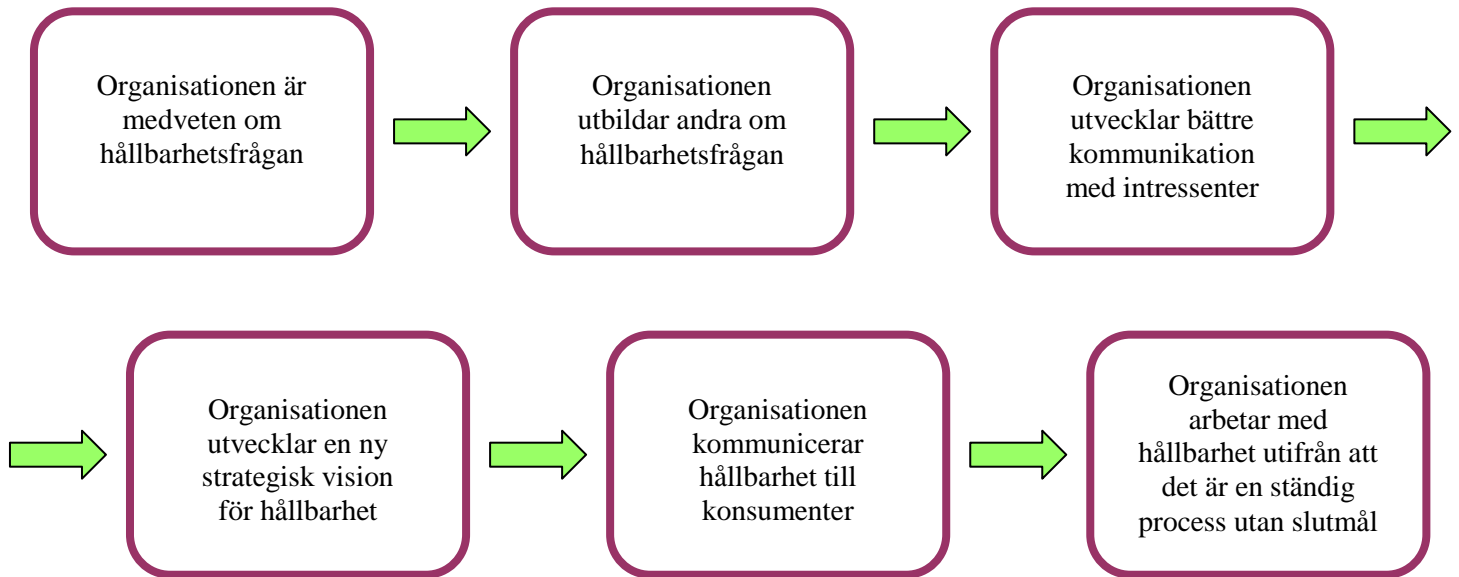 Organisationen är
medveten om
hållbarhetsfrågan
Organisationen
utbildar andra om
hållbarhetsfrågan
Organisationen
utvecklar bättre
kommunikation
med intressenter
Organisationen
utvecklar en ny
strategisk vision
för hållbarhet
Organisationen
kommunicerar
hållbarhet till
konsumenter
Organisationen
arbetar med
hållbarhet utifrån att
det är en ständig
process utan slutmål